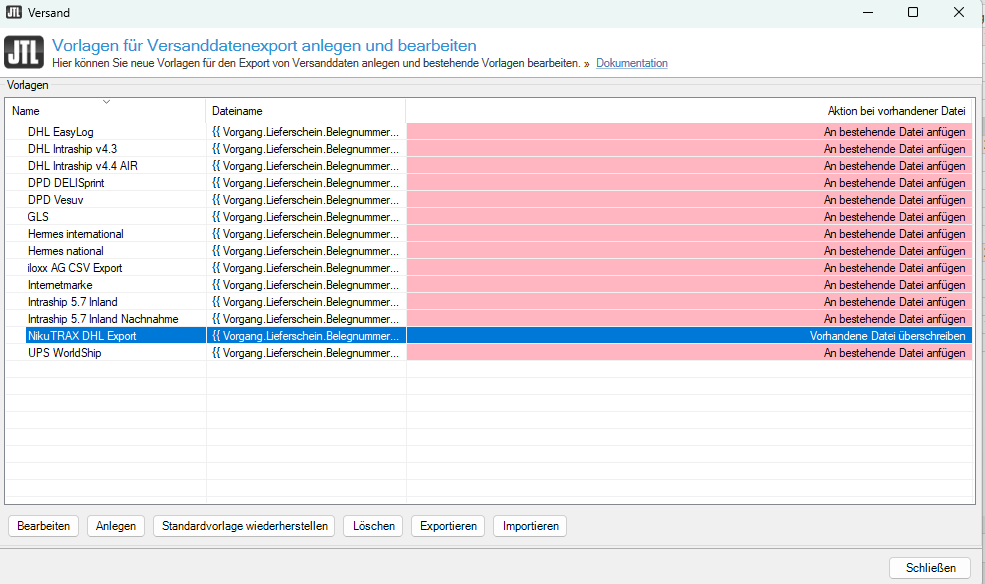 JTL Versand
JTL Vorlagen für Versanddatenexport anlegen und bearbeiten
Hier können Sie neue Vorlagen für den Export von Versanddaten anlegen und bestehende Vorlagen bearbeiten. » Dokumentation
Vorlagen
Name Dateiname Aktion bei vorhandener Datei
DHL EasyLog {{ Vorgang.Lieferschein.Belegnummer... An bestehende Datei anfügen
DHL Intraship v4.3 {{ Vorgang.Lieferschein.Belegnummer... An bestehende Datei anfügen
DHL Intraship v4.4 AIR {{ Vorgang.Lieferschein.Belegnummer... An bestehende Datei anfügen
DPD DELISprint {{ Vorgang.Lieferschein.Belegnummer... An bestehende Datei anfügen
DPD Vesuv {{ Vorgang.Lieferschein.Belegnummer... An bestehende Datei anfügen
GLS {{ Vorgang.Lieferschein.Belegnummer... An bestehende Datei anfügen
Hermes international {{ Vorgang.Lieferschein.Belegnummer... An bestehende Datei anfügen
Hermes national {{ Vorgang.Lieferschein.Belegnummer... An bestehende Datei anfügen
iloxx AG CSV Export {{ Vorgang.Lieferschein.Belegnummer... An bestehende Datei anfügen
Internetmarke {{ Vorgang.Lieferschein.Belegnummer... An bestehende Datei anfügen
Intraship 5.7 Inland {{ Vorgang.Lieferschein.Belegnummer... An bestehende Datei anfügen
Intraship 5.7 Inland Nachnahme {{ Vorgang.Lieferschein.Belegnummer... An bestehende Datei anfügen
NikuTRAX DHL Export {{ Vorgang.Lieferschein.Belegnummer... Vorhandene Datei überschreiben
UPS WorldShip {{ Vorgang.Lieferschein.Belegnummer... An bestehende Datei anfügen
Bearbeiten Anlegen Standardvorlage wiederherstellen Löschen Exportieren Importieren
Schließen